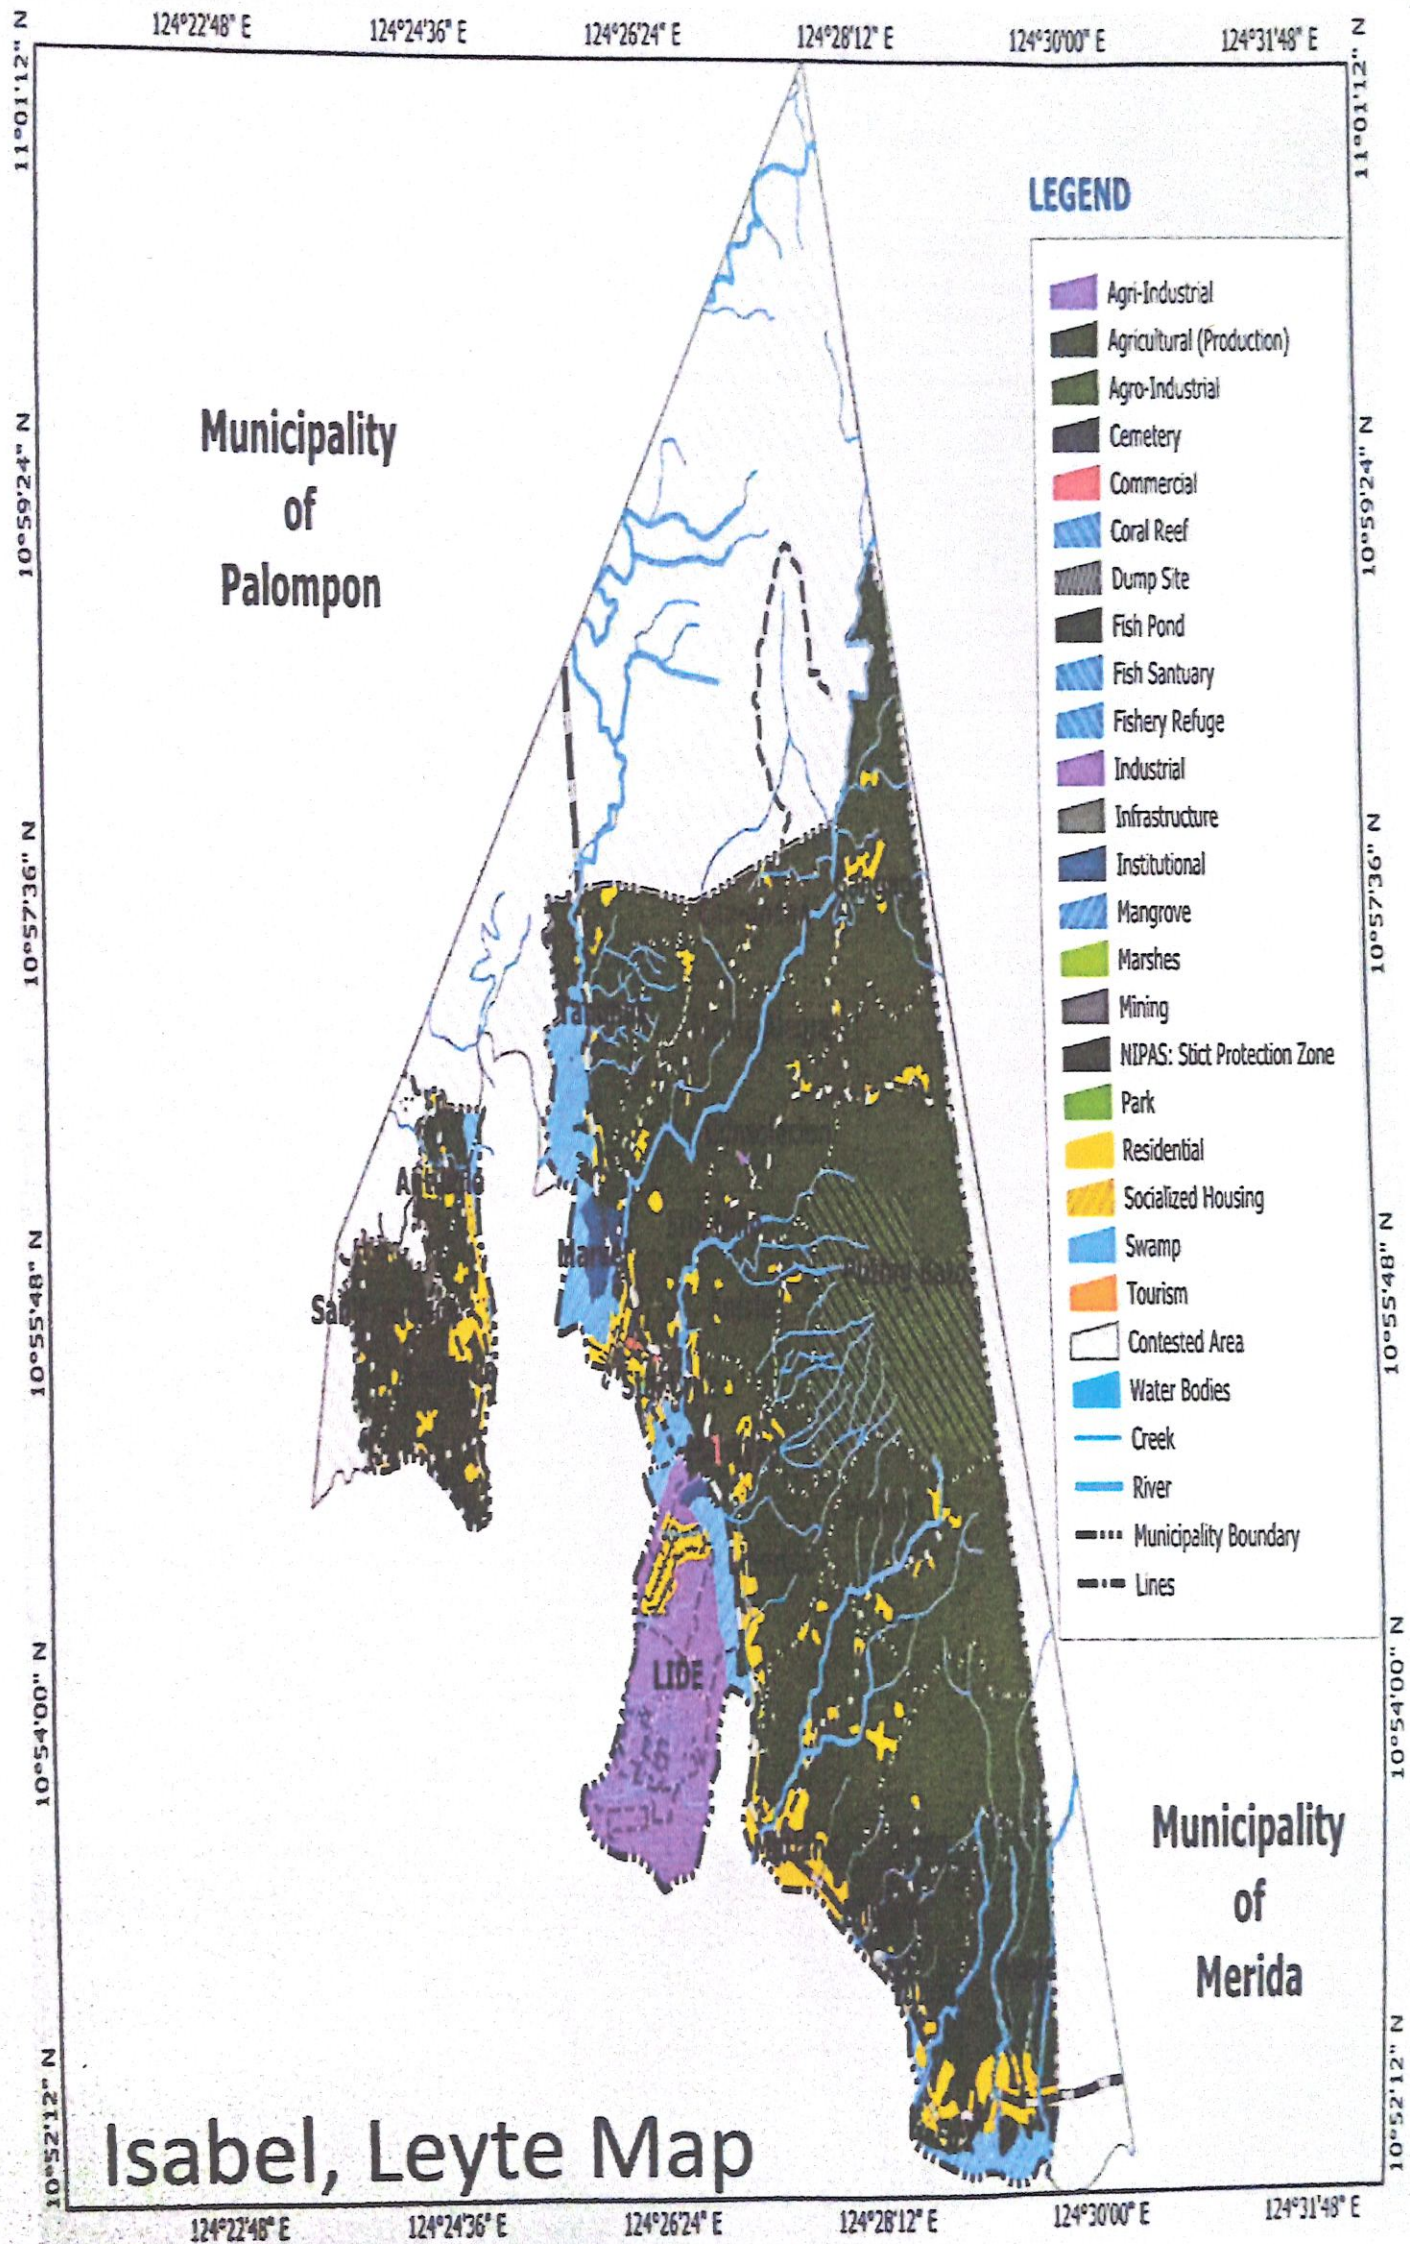 124°22'48" E
124°24'36" E
124°26'24" E
124°28'12" E
124°30'00" E
124°31'48" E
11°01'12" N
11°01'12" N
LEGEND
Agri-Industrial
Agricultural (Production)
Agro-Industrial
Cemetery
Commercial
Coral Reef
Dump Site
Fish Pond
Fish Santuary
Fishery Refuge
Industrial
Infrastructure
Institutional
Mangrove
Marshes
Mining
NIPAS: Stict Protection Zone
Park
Residential
Socialized Housing
Swamp
Tourism
Contested Area
Water Bodies
Creek
River
Municipality Boundary
Lines
Municipality
of
Palompon
10°59'24" N
10°59'24" N
10°57'36" N
10°57'36" N
Consolacion
10°55'48" N
10°55'48" N
LIDE
10°54'00" N
10°54'00" N
Municipality
of
Merida
10°52'12" N
10°52'12" N
Isabel, Leyte Map
124°22'48" E
124°24'36" E
124°26'24" E
124°28'12" E
124°30'00" E
124°31'48" E